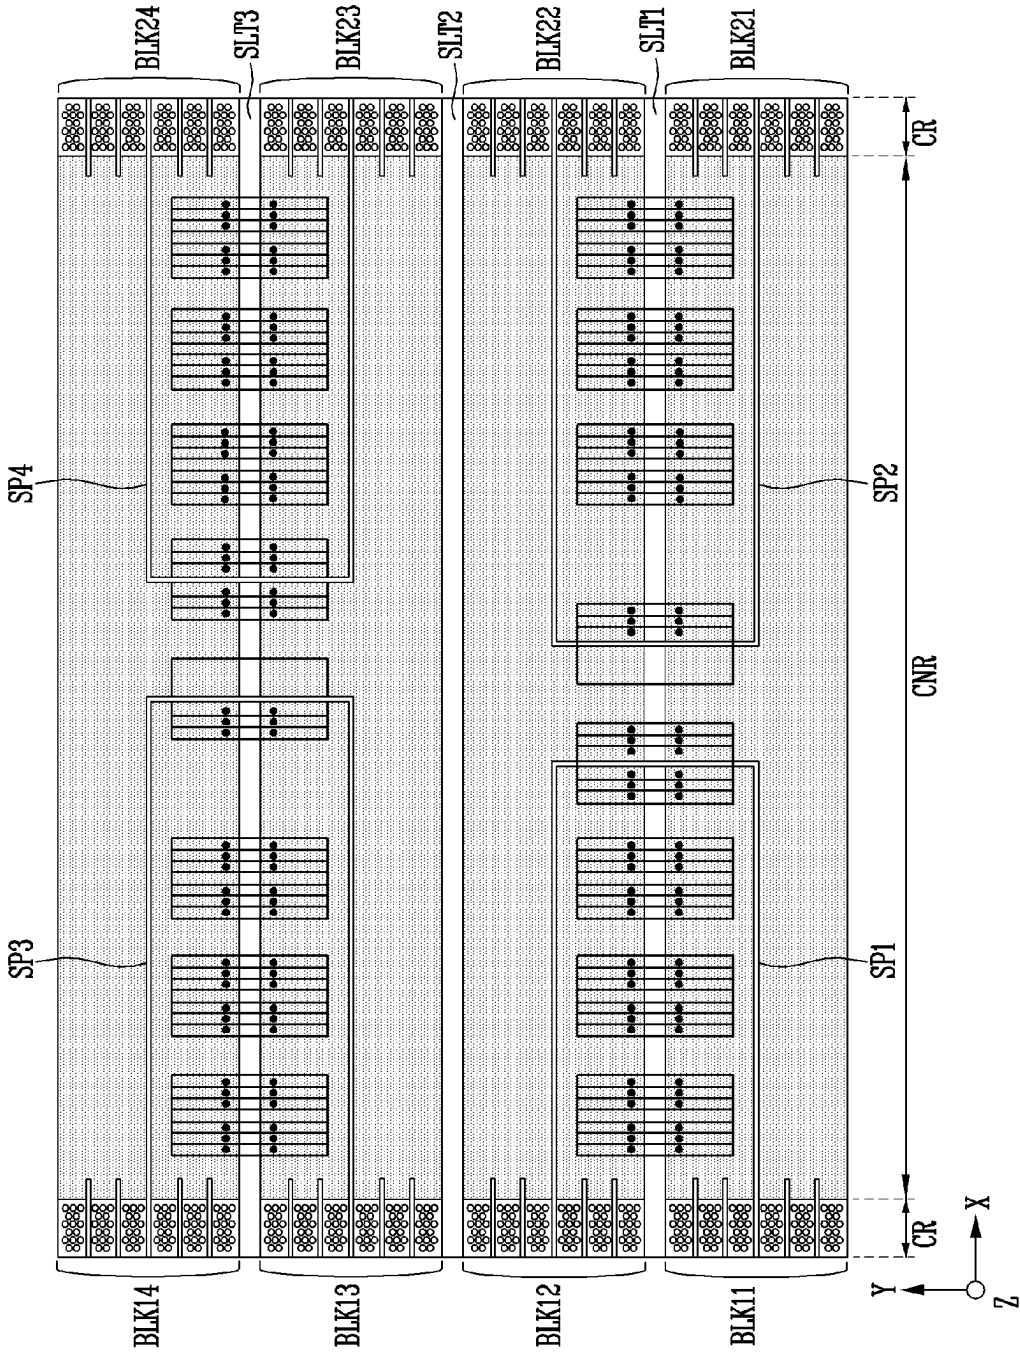 BLK24
SLT3
BLK23
SLT2
BLK22
SLT1
BLK21
CR
SP4
SP2
CNR
SP3
SP1
CR
X
Y
Z
BLK14
BLK13
BLK12
BLK11